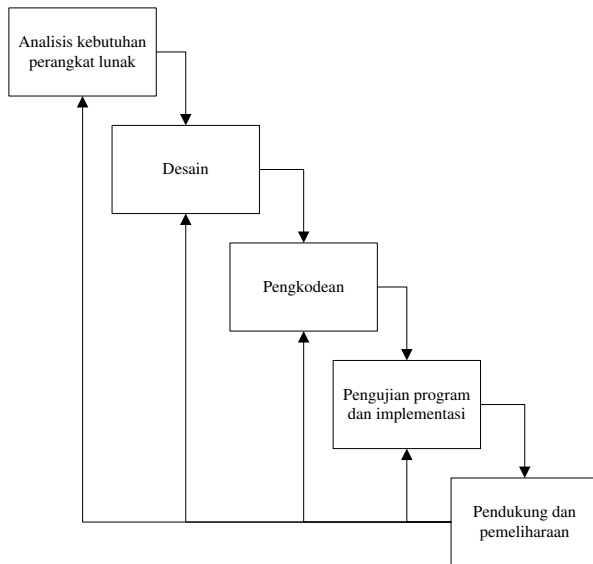 Analisis kebutuhan
perangkat lunak
Desain
Pengkodean
Pengujian program
dan implementasi
Pendukung dan
pemeliharaan